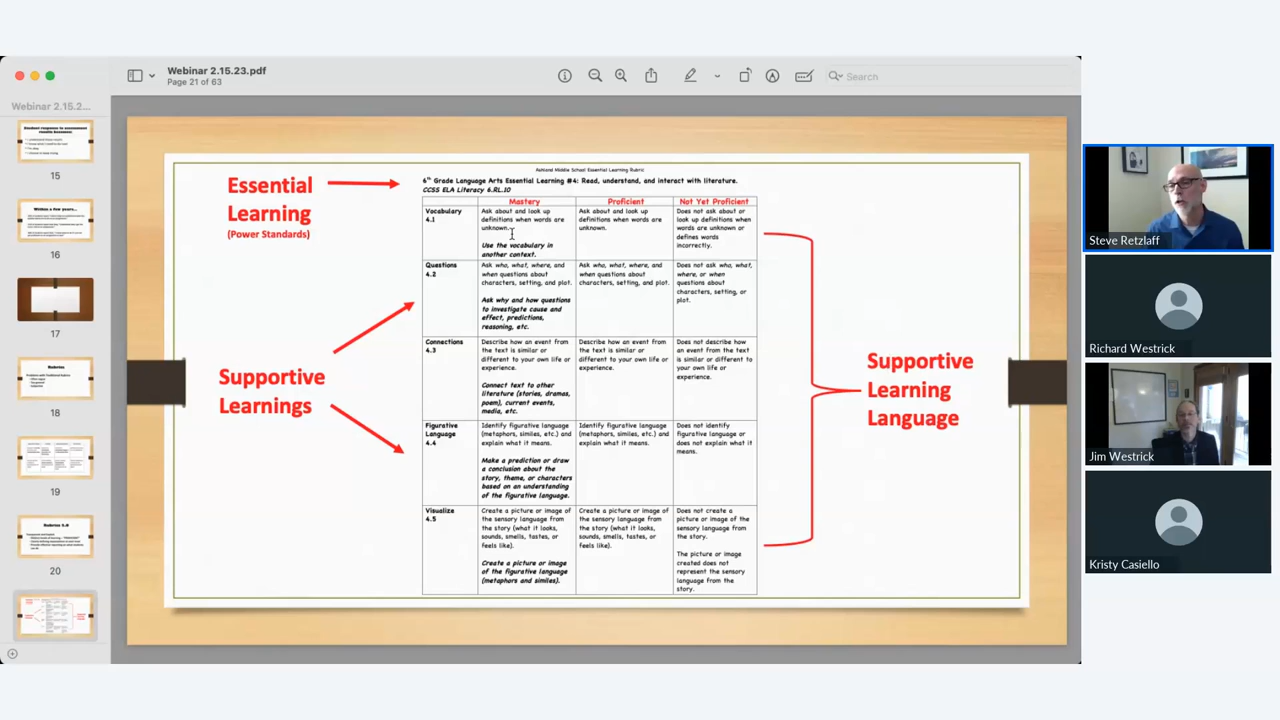 Webinar 2.15.23.pdf
Page 21 of 63
Search
Webinar 2.15.2...
15
Within a few years...
16
17
Rubrics
18
19
20
Essential
Learning
(Power Standards)
Supportive
Learnings
Ashland Middle School Essential Learning Rubric
6th Grade Language Arts Essential Learning #4: Read, understand, and interact with literature.
CCSS ELA Literacy 6.RL.10
Mastery
Proficient
Not Yet Proficient
Vocabulary
4.1
Ask about and look up
definitions when words are
unknown.
Use the vocabulary in
another context.
Ask about and look up
definitions when words are
unknown.
Does not ask about or
look up definitions when
words are unknown or
defines words
incorrectly.
Questions
4.2
Ask who, what, where, and
when questions about
characters, setting, and plot.
Ask why and how questions
to investigate cause and
effect, predictions,
reasoning, etc.
Ask who, what, where, and
when questions about
characters, setting, and plot.
Does not ask who, what,
where, or when
questions about
characters, setting, or
plot.
Connections
4.3
Describe how an event from
the text is similar or
different to your own life or
experience.
Connect text to other
literature (stories, dramas,
poem), current events,
media, etc.
Describe how an event from
the text is similar or
different to your own life or
experience.
Does not describe how
an event from the text
is similar or different to
your own life or
experience.
Figurative
Language
4.4
Identify figurative language
(metaphors, similes, etc.) and
explain what it means.
Make a prediction or draw
a conclusion about the
story, theme, or characters
based on an understanding
of the figurative language.
Identify figurative language
(metaphors, similes, etc.) and
explain what it means.
Does not identify
figurative language or
does not explain what it
means.
Visualize
4.5
Create a picture or image of
the sensory language from
the story (what it looks,
sounds, smells, tastes, or
feels like).
Create a picture or image
of the figurative language
(metaphors and similes).
Create a picture or image of
the sensory language from
the story (what it looks,
sounds, smells, tastes, or
feels like).
Does not create a
picture or image of the
sensory language from
the story.
The picture or image
created does not
represent the sensory
language from the
story.
Supportive
Learning
Language
Steve Retzlaff
Richard Westrick
Jim Westrick
Kristy Casiello